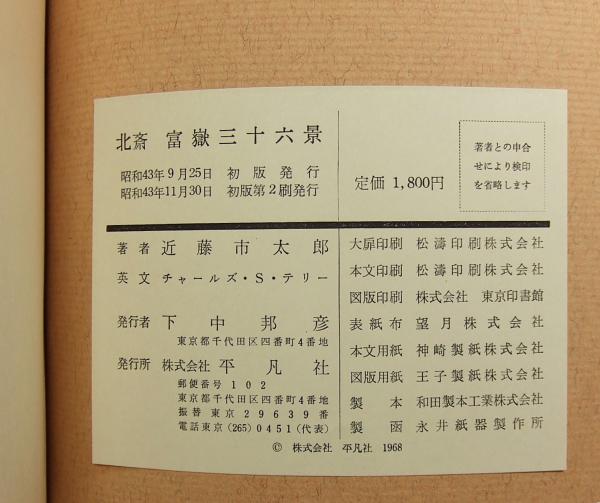 北斎 富嶽三十六景
昭和43年9月25日 初版発行
昭和43年11月30日 初版第2刷発行
定価 1,800円
著者との申合
せにより検印
を省略します
著者 近藤市太郎
英文 チャールズ・S・テリー
発行者 下中邦彦
東京都千代田区四番町4番地
発行所 株式会社 平凡社
郵便番号 102
東京都千代田区四番町4番地
振替 東京 29639番
電話東京(265)0451(代表)
大扉印刷 松濤印刷株式会社
本文印刷 松濤印刷株式会社
図版印刷 株式会社 東京印書館
表紙布 望月株式会社
本文用紙 神崎製紙株式会社
図版用紙 王子製紙株式会社
製本 和田製本工業株式会社
製函 永井紙器製作所
© 株式会社 平凡社 1968